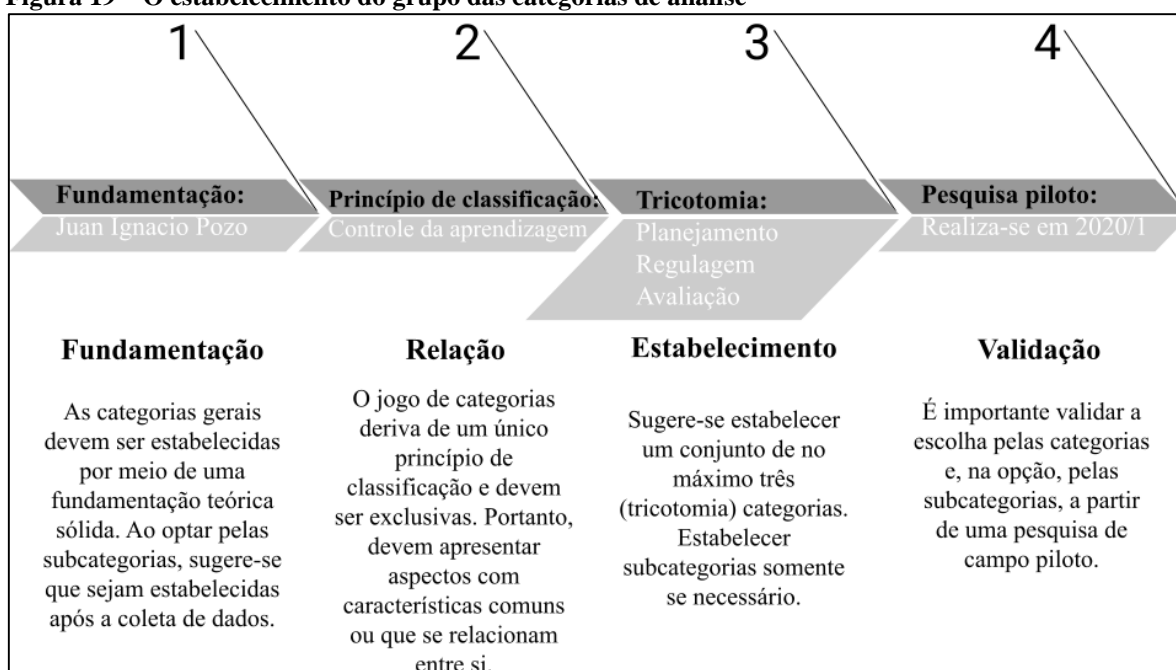 Figura 19 – O estabelecimento do grupo das categorias de análise
1
2
3
4
Fundamentação:
Juan Ignacio Pozo
Princípio de classificação:
Controle da aprendizagem
Tricotomia:
Planejamento
Regulagem
Avaliação
Pesquisa piloto:
Realiza-se em 2020/1
Fundamentação
As categorias gerais
devem ser estabelecidas
por meio de uma
fundamentação teórica
sólida. Ao optar pelas
subcategorias, sugere-se
que sejam estabelecidas
após a coleta de dados.
Relação
O jogo de categorias
deriva de um único
princípio de
classificação e devem
ser exclusivas. Portanto,
devem apresentar
aspectos com
características comuns
ou que se relacionam
entre si.
Estabelecimento
Sugere-se estabelecer
um conjunto de no
máximo três
(tricotomia) categorias.
Estabelecer
subcategorias somente
se necessário.
Validação
É importante validar a
escolha pelas categorias
e, na opção, pelas
subcategorias, a partir
de uma pesquisa de
campo piloto.